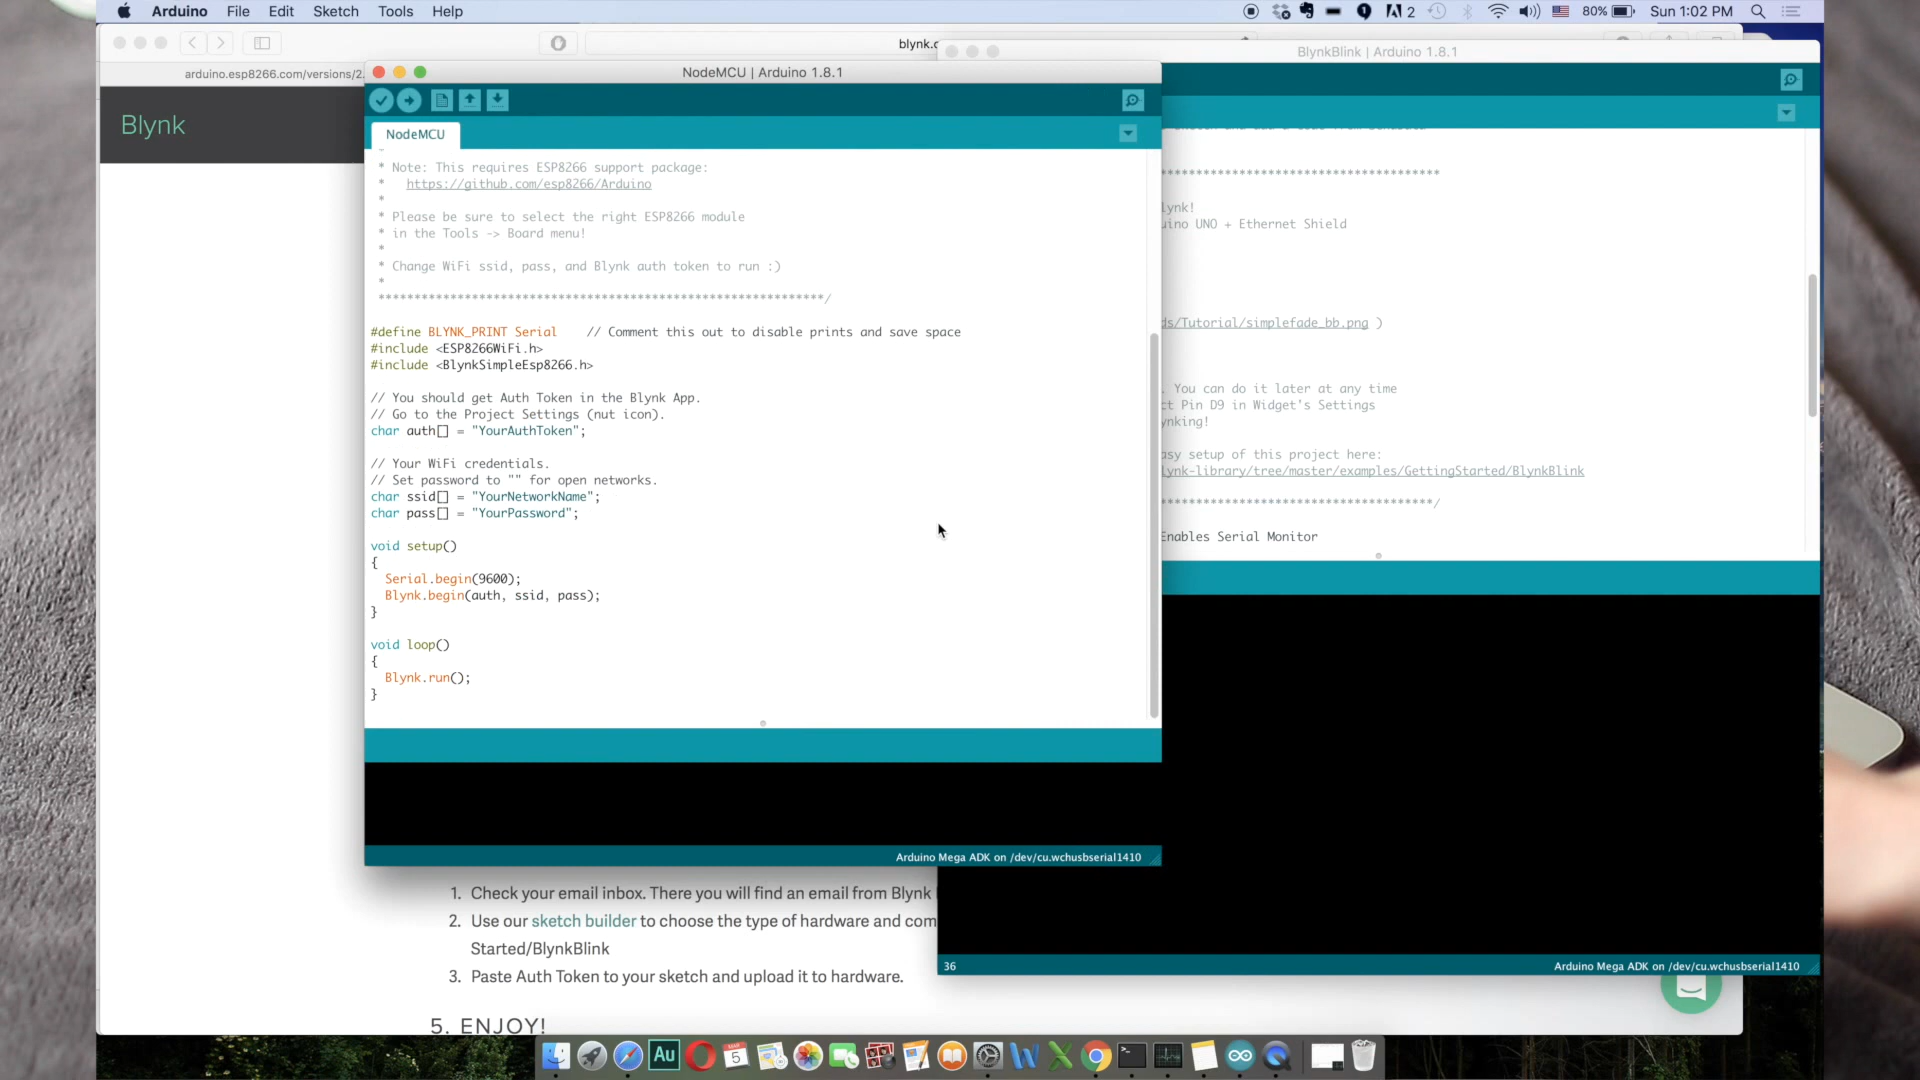 Arduino File Edit Sketch Tools Help
2 80% Sun 1:02 PM
blynk.c
arduino.esp8266.com/versions/2.
Blynk
NodeMCU | Arduino 1.8.1
NodeMCU
* Note: This requires ESP8266 support package:
* https://github.com/esp8266/Arduino
*
* Please be sure to select the right ESP8266 module
* in the Tools -> Board menu!
*
* Change WiFi ssid, pass, and Blynk auth token to run :)
*
**************************************************************/
#define BLYNK_PRINT Serial // Comment this out to disable prints and save space
#include <ESP8266WiFi.h>
#include <BlynkSimpleEsp8266.h>
// You should get Auth Token in the Blynk App.
// Go to the Project Settings (nut icon).
char auth[] = "YourAuthToken";
// Your WiFi credentials.
// Set password to "" for open networks.
char ssid[] = "YourNetworkName";
char pass[] = "YourPassword";
void setup()
{
Serial.begin(9600);
Blynk.begin(auth, ssid, pass);
}
void loop()
{
Blynk.run();
}
Arduino Mega ADK on /dev/cu.wchusbserial1410
BlynkBlink | Arduino 1.8.1
***************************************
lynk!
uino UNO + Ethernet Shield
ds/Tutorial/simplefade_bb.png )
. You can do it later at any time
ct Pin D9 in Widget's Settings
ynking!
asy setup of this project here:
lynk-library/tree/master/examples/GettingStarted/BlynkBlink
**************************************/
Enables Serial Monitor
36
Arduino Mega ADK on /dev/cu.wchusbserial1410
1. Check your email inbox. There you will find an email from Blynk
2. Use our sketch builder to choose the type of hardware and com
Started/BlynkBlink
3. Paste Auth Token to your sketch and upload it to hardware.
5. ENJOY!
Au
5